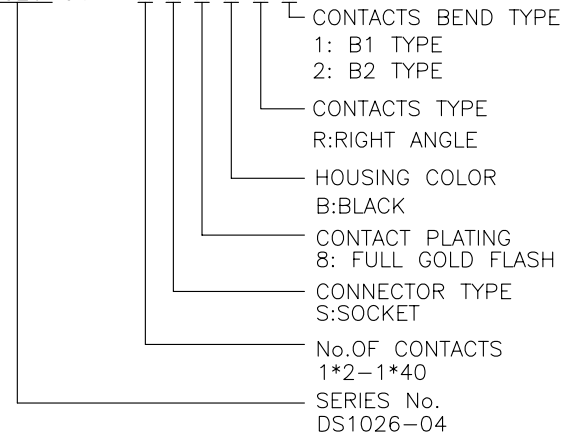 CONTACTS BEND TYPE
1: B1 TYPE
2: B2 TYPE
CONTACTS TYPE
R:RIGHT ANGLE
HOUSING COLOR
B:BLACK
CONTACT PLATING
8: FULL GOLD FLASH
CONNECTOR TYPE
S:SOCKET
No.OF CONTACTS
1*2-1*40
SERIES No.
DS1026-04